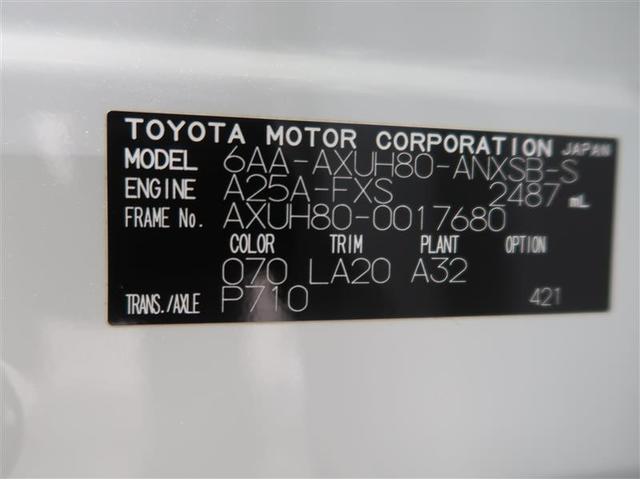 TOYOTA MOTOR CORPORATION JAPAN
MODEL 6AA-AXUH80-ANXSB-S
ENGINE A25A-FXS 2487 mL
FRAME No. AXUH80-0017680
COLOR TRIM PLANT OPTION
070 LA20 A32
TRANS./AXLE P710 421